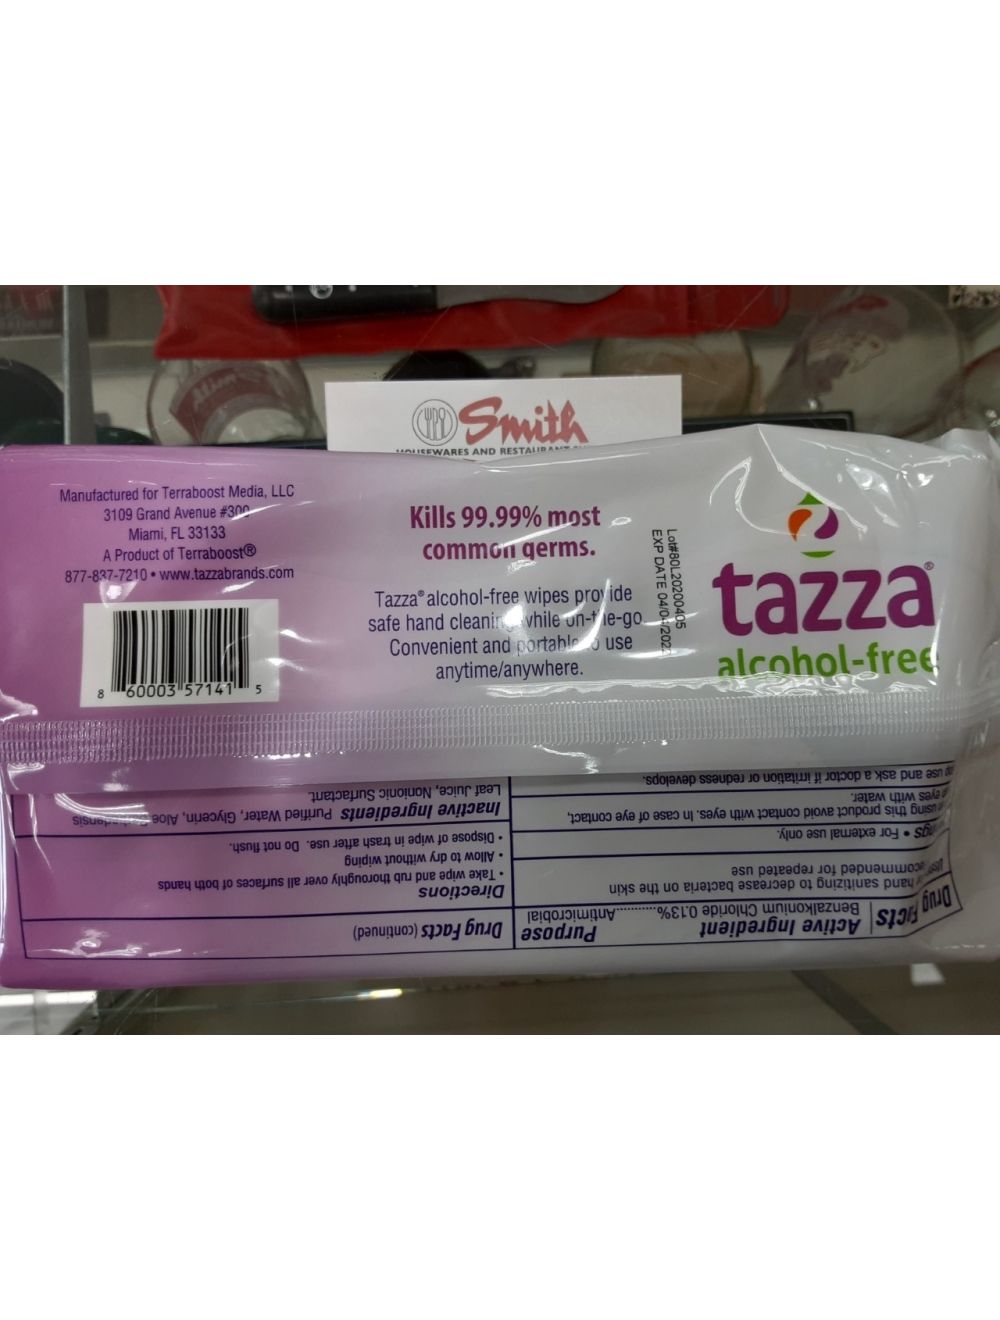 Smith
HOUSEWARES AND RESTAURANT
Manufactured for Terraboost Media, LLC
3109 Grand Avenue #300
Miami, FL 33133
A Product of Terraboost®
877-837-7210 • www.tazzabrands.com
8 60003 57141 5
Kills 99.99% most
common germs.
Tazza® alcohol-free wipes provide
safe hand cleaning while on-the-go.
Convenient and portable to use
anytime/anywhere.
Lot#80L20200405
EXP DATE 04/04/202
tazza®
alcohol-free
Drug Facts
Active Ingredient Purpose
Benzalkonium Chloride 0.13%............Antimicrobial
hand sanitizing to decrease bacteria on the skin
recommended for repeated use
• For external use only.
using this product avoid contact with eyes. In case of eye contact,
eyes with water.
use and ask a doctor if irritation or redness develops.
Drug Facts (continued)
Directions
• Take wipe and rub thoroughly over all surfaces of both hands
• Allow to dry without wiping
• Dispose of wipe in trash after use. Do not flush.
Inactive Ingredients Purified Water, Glycerin, Aloe
Leaf Juice, Nonionic Surfactant.